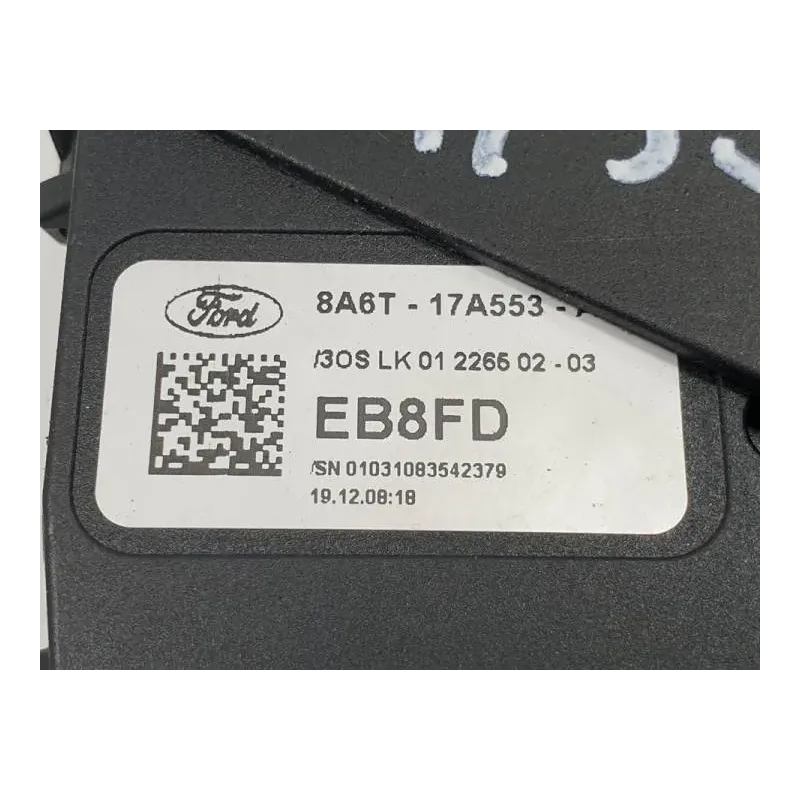 Ford
8A6T - 17A553 -
/3OS LK 01 2266 02 - 03
EB8FD
/SN 01031083542379
19.12.08:18